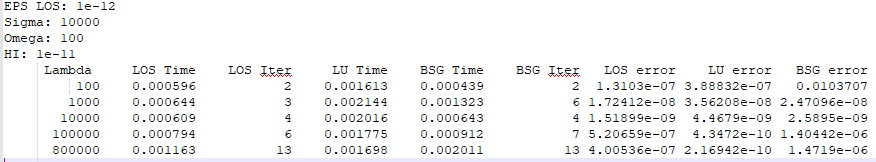 EPS LOS: 1e-12
Sigma: 10000
Omega: 100
HI: 1e-11
Lambda LOS Time LOS Iter LU Time BSG Time BSG Iter LOS error LU error BSG error
100 0.000596 2 0.001613 0.000439 2 1.3103e-07 3.88832e-07 0.0103707
1000 0.000644 3 0.002144 0.001323 6 1.72412e-08 3.56208e-08 2.47096e-08
10000 0.000609 4 0.002016 0.000643 4 1.51899e-09 4.4679e-09 2.5895e-09
100000 0.000794 6 0.001775 0.000912 7 5.20659e-07 4.3472e-10 1.40442e-06
800000 0.001163 13 0.001698 0.002011 13 4.00536e-07 2.16942e-10 1.4719e-06